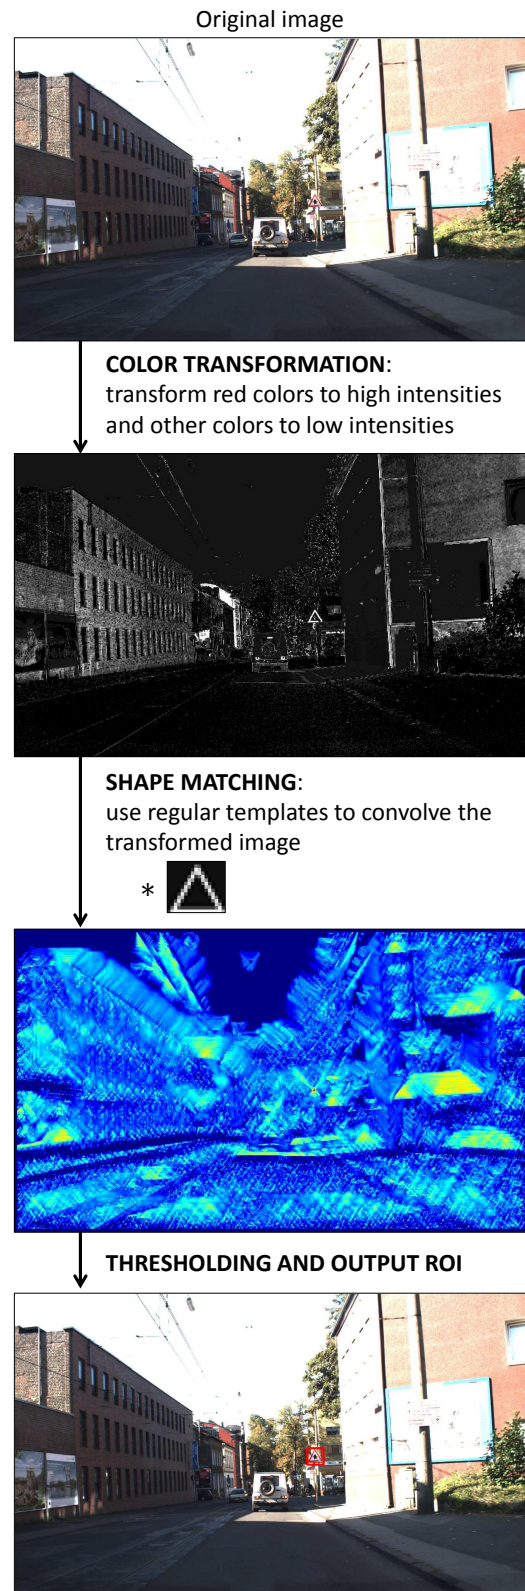 Original image
COLOR TRANSFORMATION:
transform red colors to high intensities
and other colors to low intensities
SHAPE MATCHING:
use regular templates to convolve the
transformed image
*
THRESHOLDING AND OUTPUT ROI